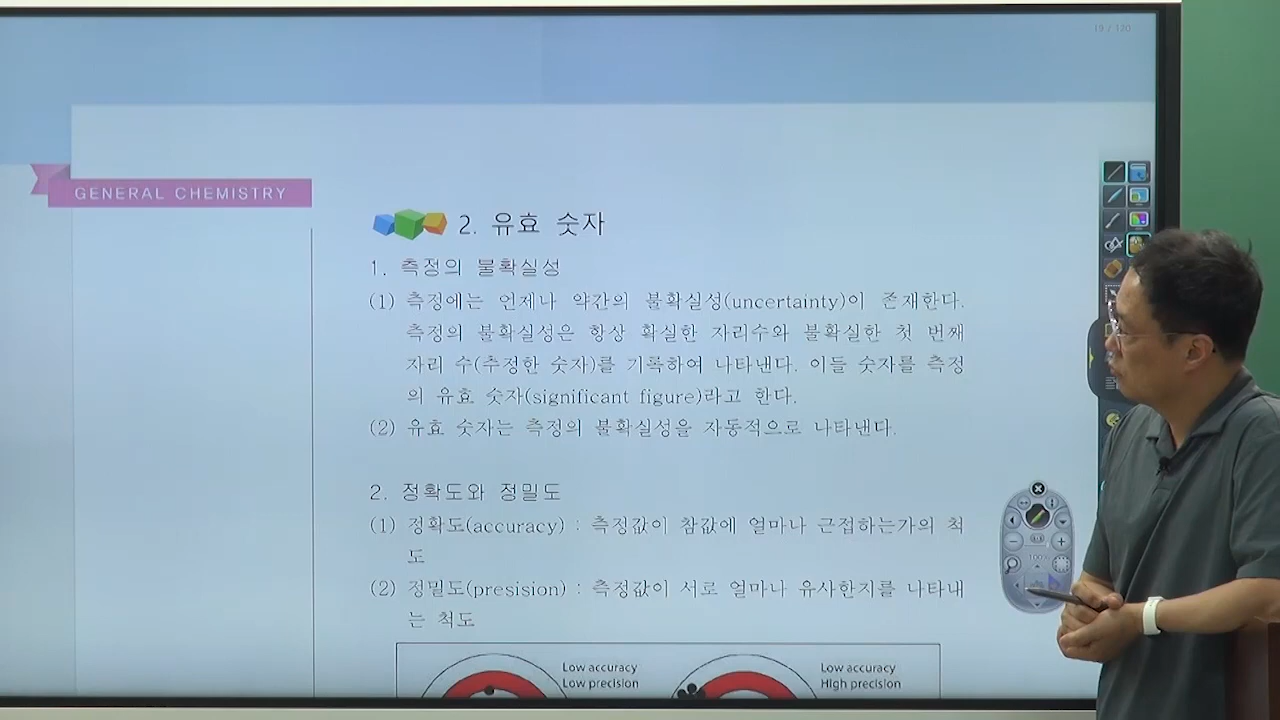 19 / 120
GENERAL CHEMISTRY
2. 유효 숫자
1. 측정의 불확실성
(1) 측정에는 언제나 약간의 불확실성(uncertainty)이 존재한다.
측정의 불확실성은 항상 확실한 자리수와 불확실한 첫 번째
자리 수(추정한 숫자)를 기록하여 나타낸다. 이들 숫자를 측정
의 유효 숫자(significant figure)라고 한다.
(2) 유효 숫자는 측정의 불확실성을 자동적으로 나타낸다.
2. 정확도와 정밀도
(1) 정확도(accuracy) : 측정값이 참값에 얼마나 근접하는가의 척
도
(2) 정밀도(presision) : 측정값이 서로 얼마나 유사한지를 나타내
는 척도
Low accuracy
Low precision
Low accuracy
High precision
100%